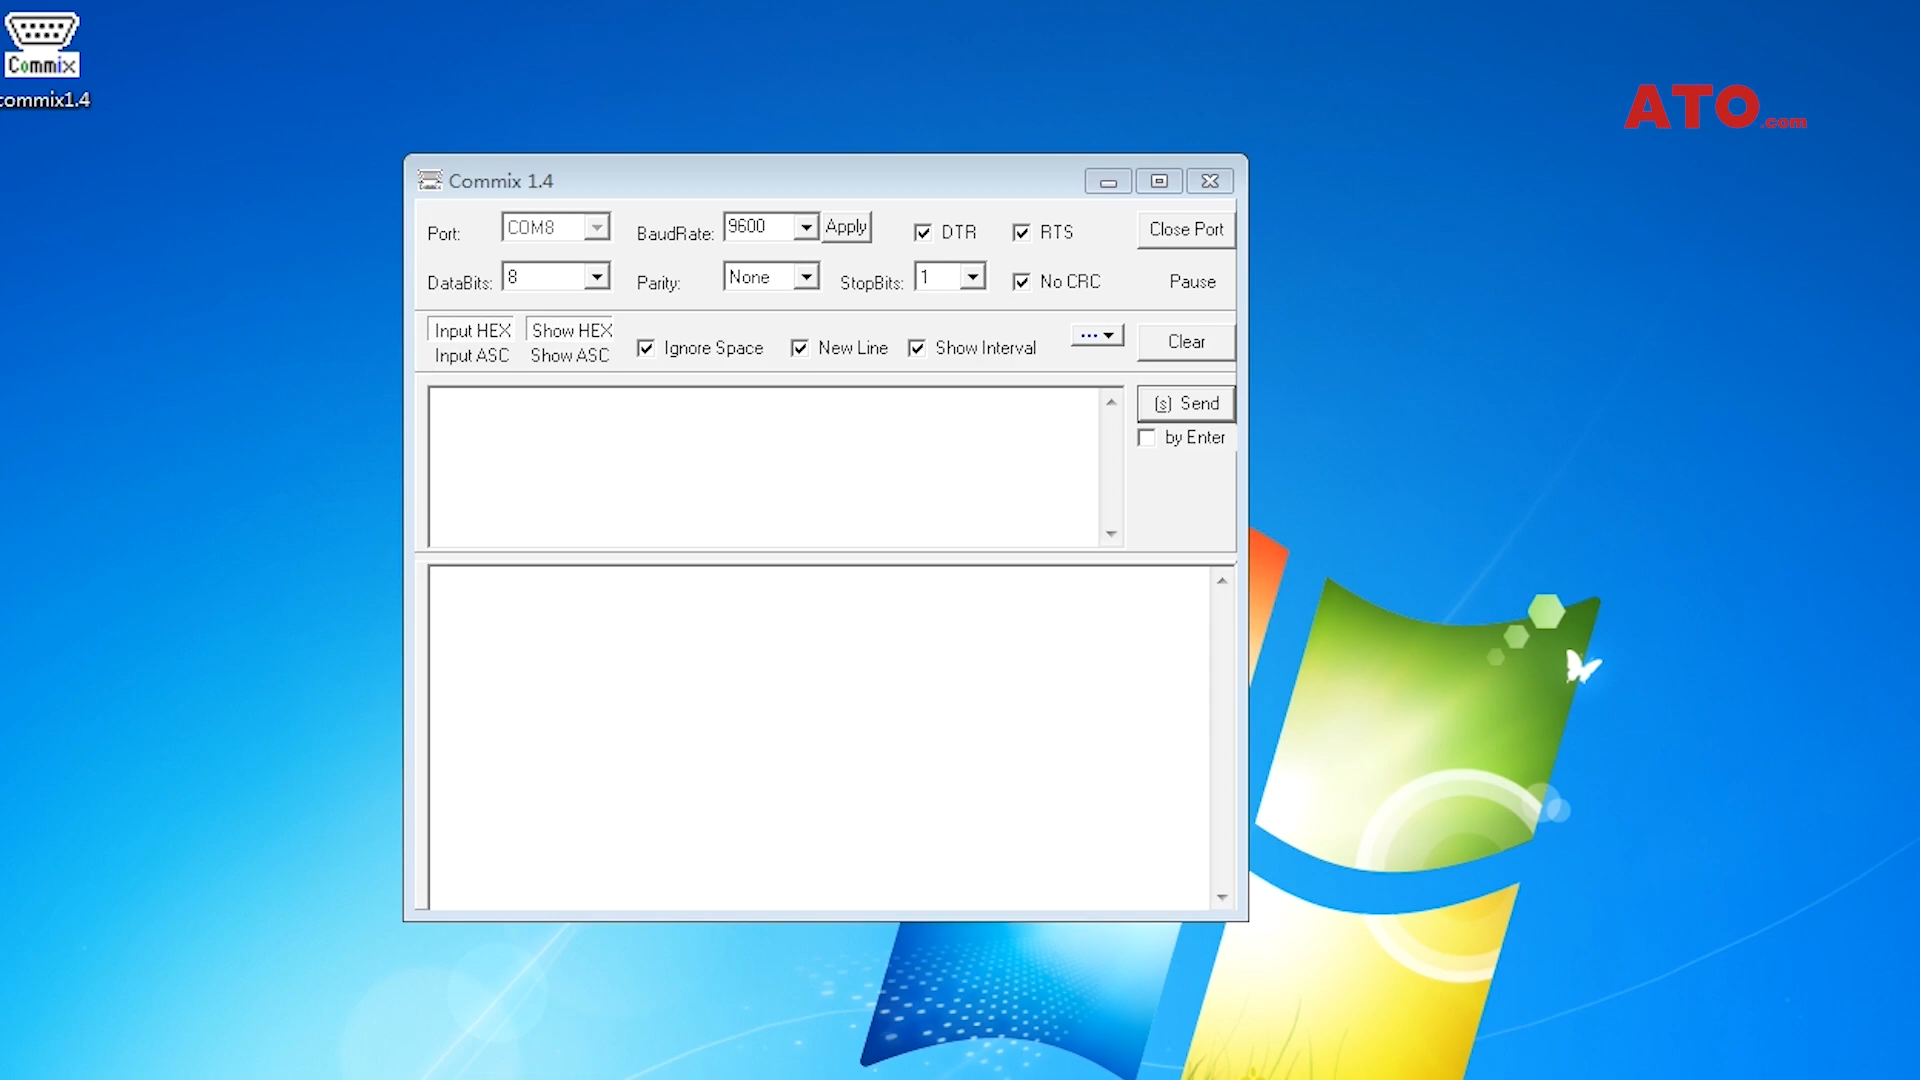 Commix
commix1.4
ATO.com
Commix 1.4
Port: COM8 BaudRate: 9600 Apply DTR RTS Close Port
DataBits: 8 Parity: None StopBits: 1 No CRC Pause
Input HEX Show HEX
Input ASC Show ASC Ignore Space New Line Show Interval ... Clear
(s) Send
by Enter